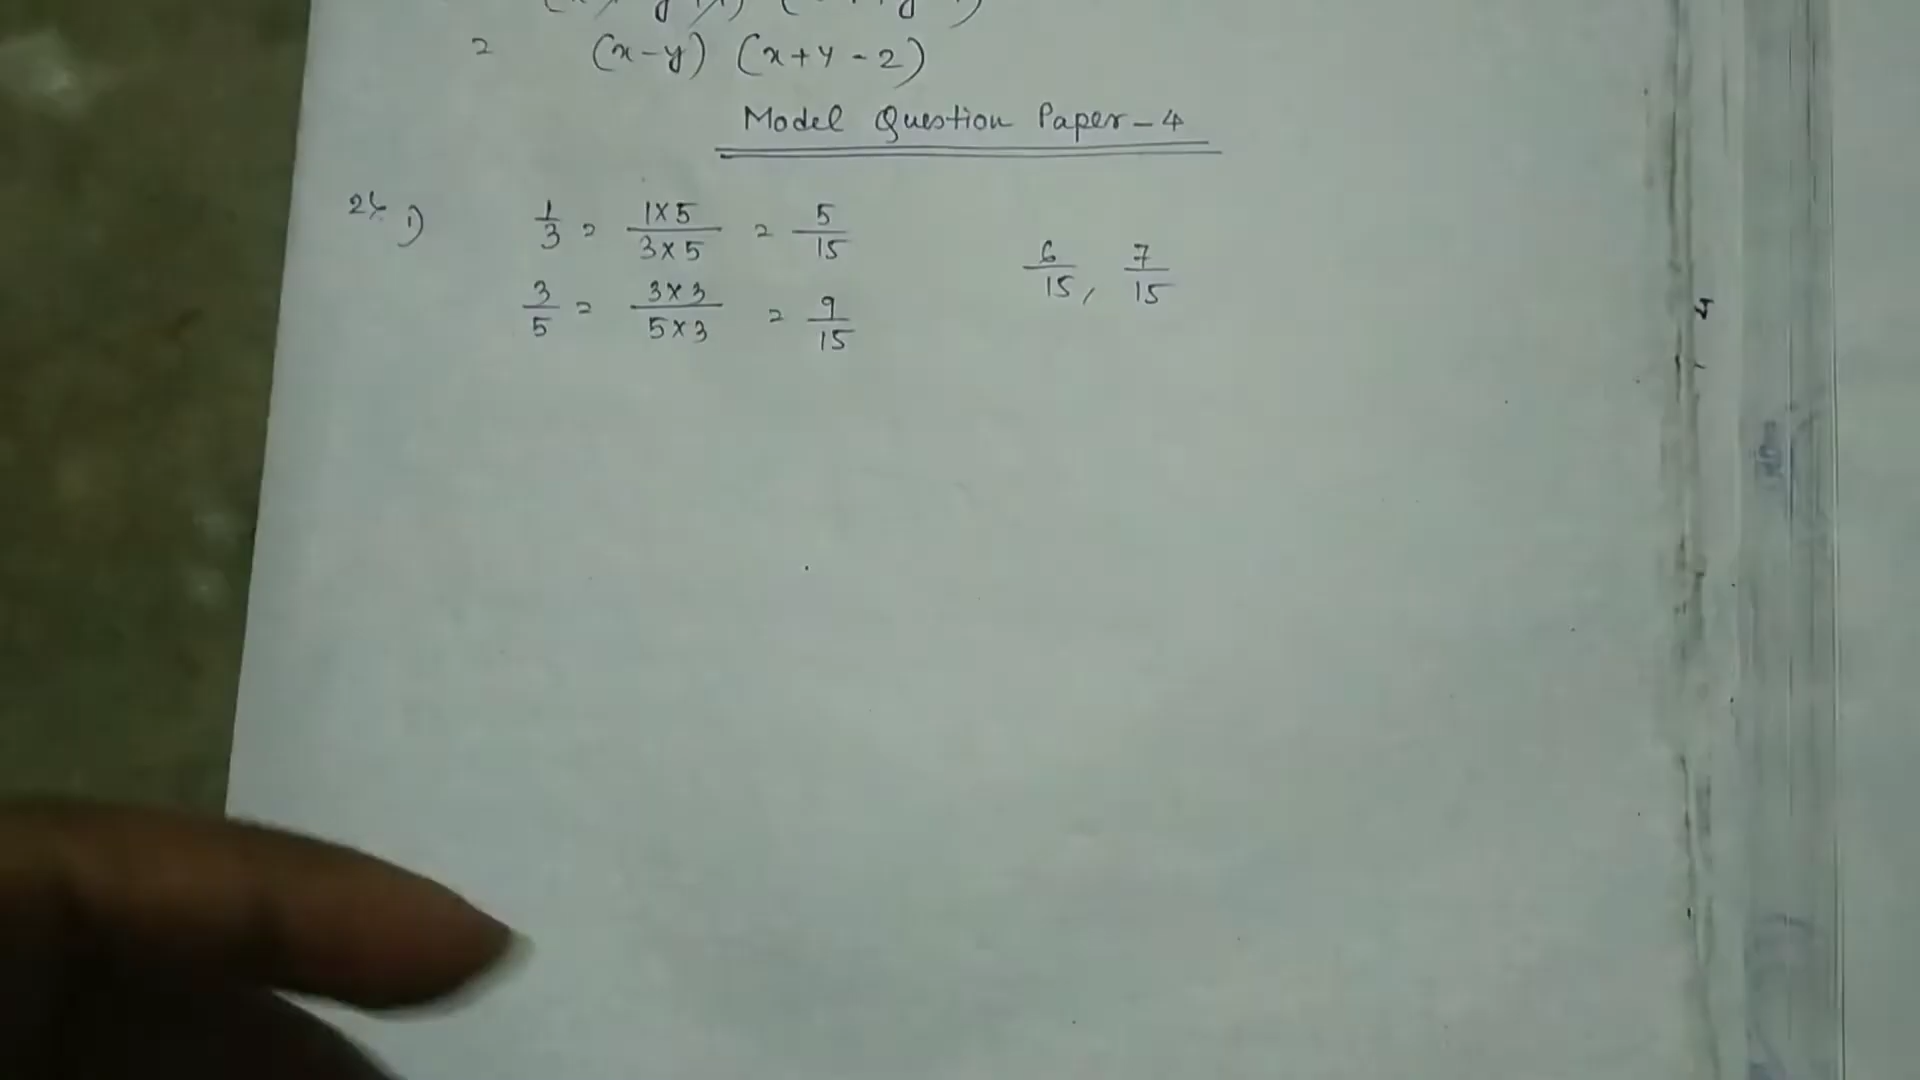 = (x-y) (x+y-2)
Model Question Paper-4
1)
1/3 = 1×5/3×5 = 5/15
6/15, 7/15
3/5 = 3×3/5×3 = 9/15